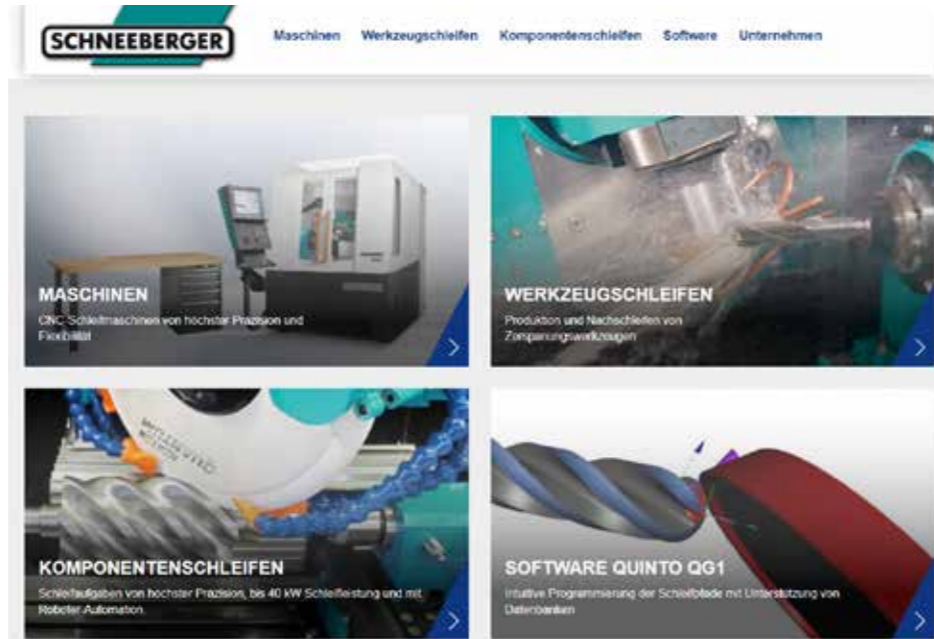 SCHNEEBERGER
Maschinen Werkzeugschleifen Komponentenschleifen Software Unternehmen
MASCHINEN
CNC-Schleifmaschinen von höchster Präzision und
Flexibilität
WERKZEUGSCHLEIFEN
Produktion und Nachschleifen von
Zerspanungswerkzeugen
KOMPONENTENSCHLEIFEN
Schleifaufgaben von höchster Präzision, bis 40 kW Schleifleistung und mit
Roboter Automation.
SOFTWARE QUINTO QG1
Intuitive Programmierung der Schleifpfade mit Unterstützung von
Datenbanken